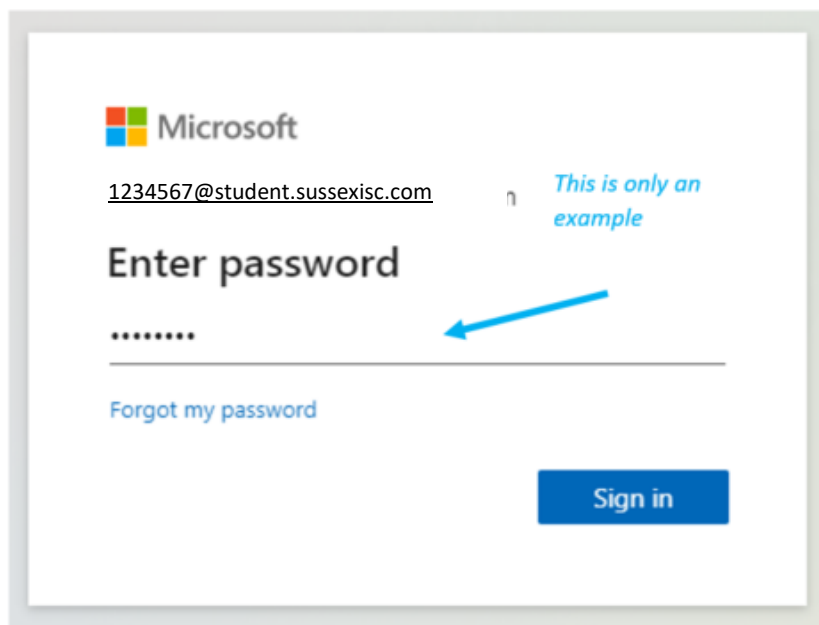 Microsoft
1234567@student.sussexisc.com
n
This is only an
example
Enter password
••••••••
Forgot my password
Sign in